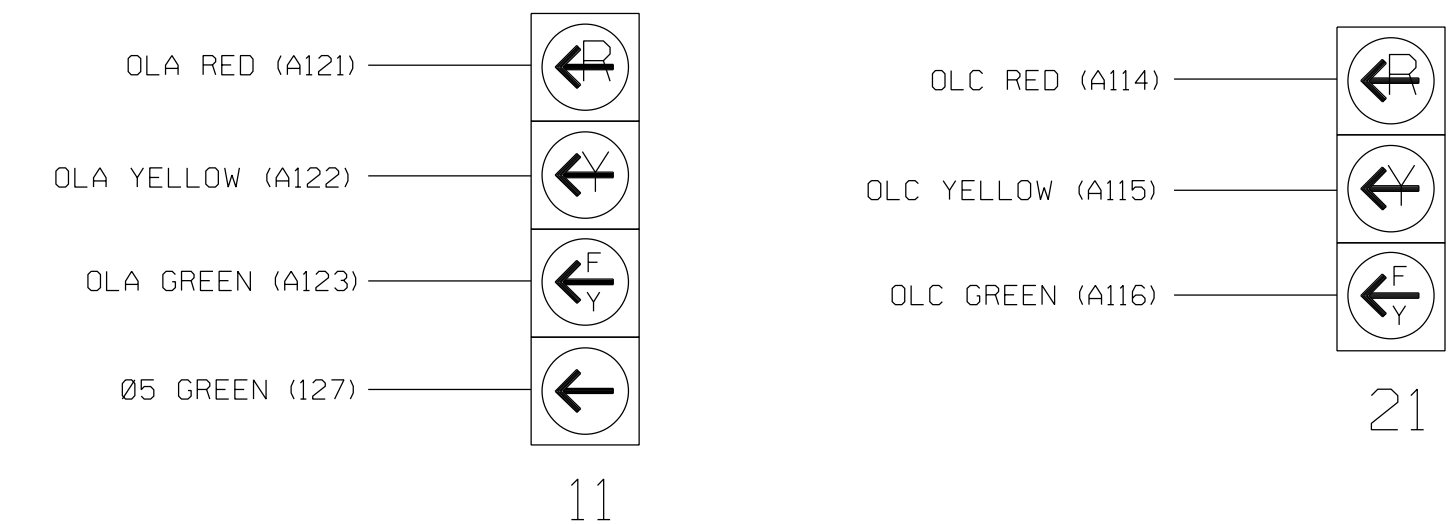 OLA RED (A121)
R
OLA YELLOW (A122)
Y
OLA GREEN (A123)
F
Y
Ø5 GREEN (127)
11
OLC RED (A114)
R
OLC YELLOW (A115)
Y
OLC GREEN (A116)
F
Y
21